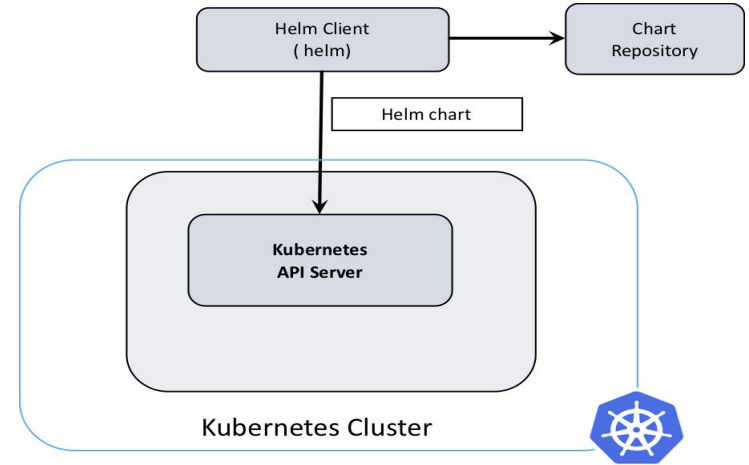 Helm Client
( helm)
Chart
Repository
Helm chart
Kubernetes
API Server
Kubernetes Cluster